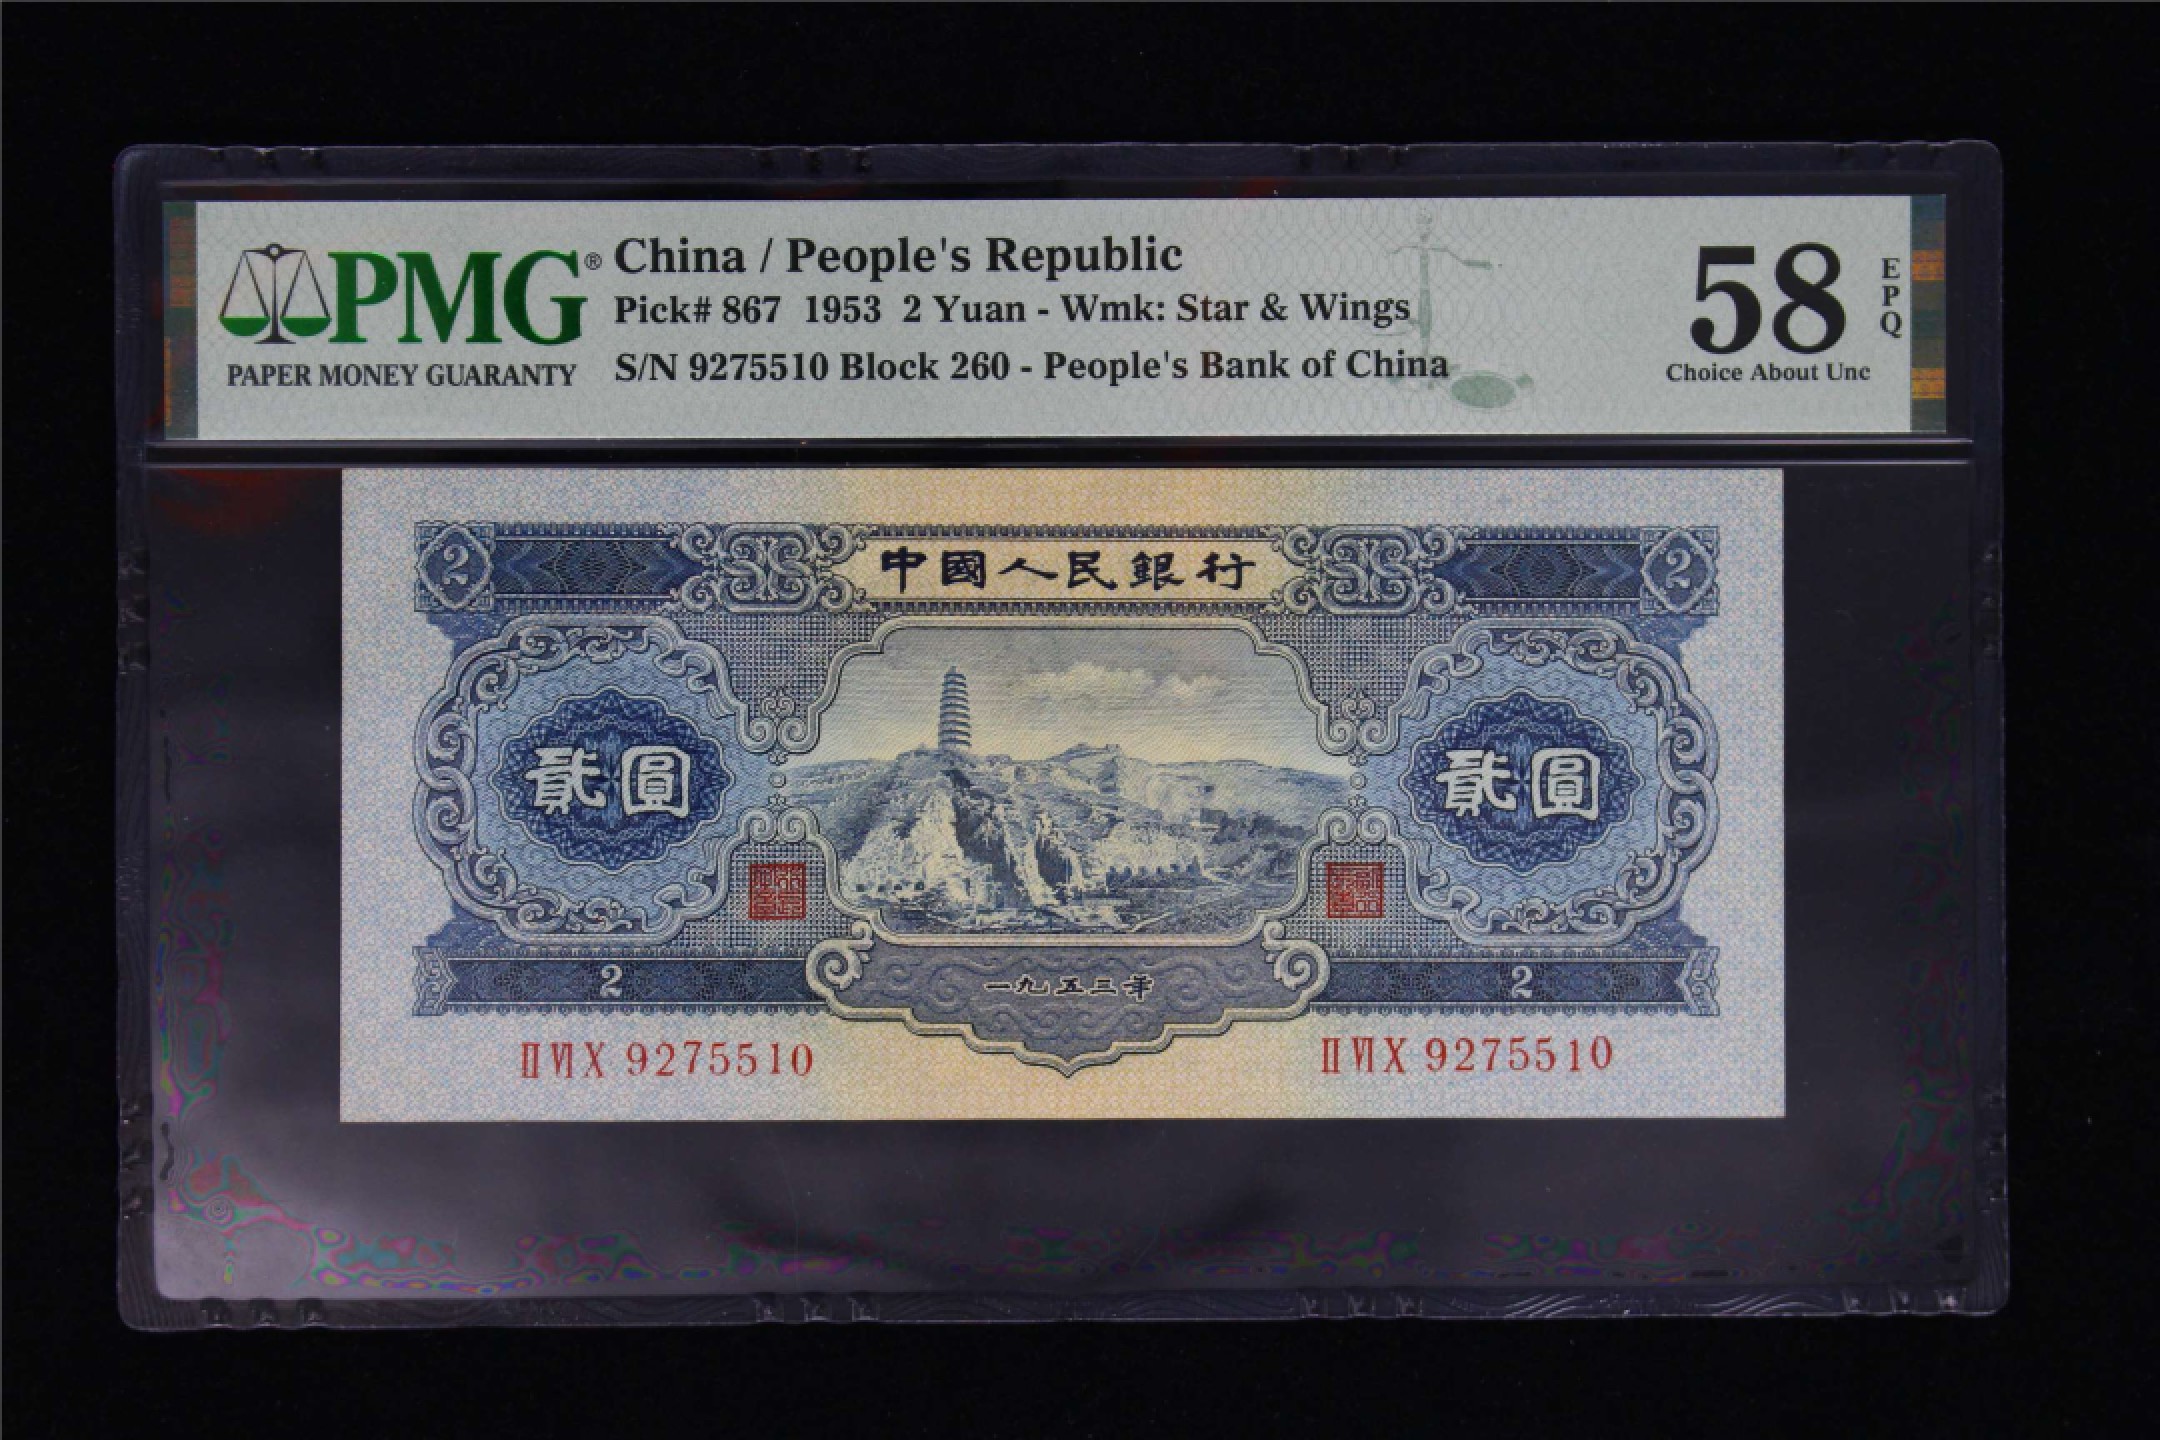 PMG®
PAPER MONEY GUARANTY
China / People's Republic
Pick# 867 1953 2 Yuan - Wmk: Star & Wings
S/N 9275510 Block 260 - People's Bank of China
58
EPQ
Choice About Unc
2 中國人民銀行 2
貳圓 貳圓
2 一九五三年 2
ⅡⅥⅩ 9275510 ⅡⅥⅩ 9275510